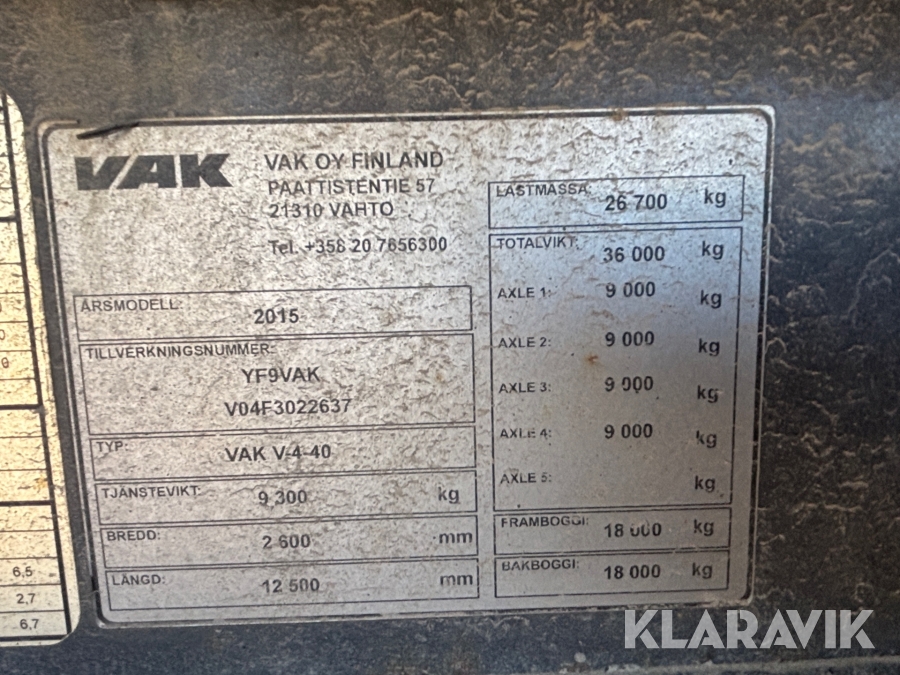 VAK
VAK OY FINLAND
PAATTISTENTIE 57
21310 VAHTO
Tel. +358 20 7656300
ÅRSMODELL:
2015
TILLVERKNINGSNUMMER:
YF9VAK
V04F3022637
TYP:
VAK V-4-40
TJÄNSTEVIKT: 9 300 kg
BREDD: 2 600 mm
LÄNGD: 12 500 mm
LASTMASSA: 26 700 kg
TOTALVIKT: 36 000 kg
AXLE 1: 9 000 kg
AXLE 2: 9 000 kg
AXLE 3: 9 000 kg
AXLE 4: 9 000 kg
AXLE 5: kg
FRAMBOGGI: 18 000 kg
BAKBOGGI: 18 000 kg
6,5
2,7
6,7
KLARAVIK